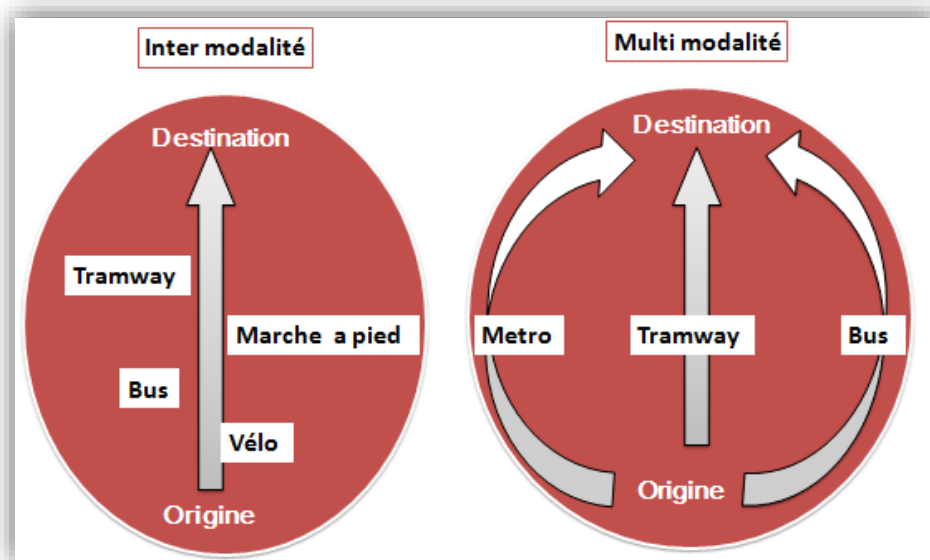 Inter modalité
Destination
Tramway
Marche a pied
Bus
Vélo
Origine
Multi modalité
Destination
Metro
Tramway
Bus
Origine